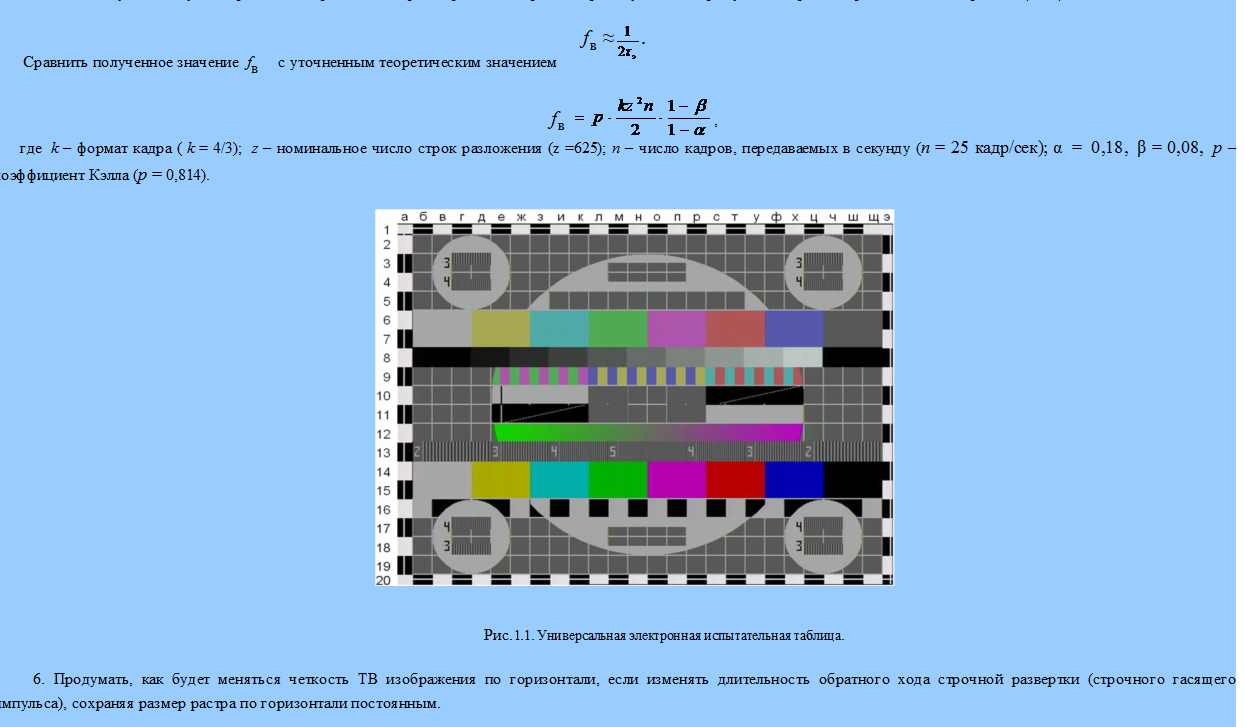 f_в ≈ 1/(2τ_э).
Сравнить полученное значение f_в с уточненным теоретическим значением
f_в = p · kz²n/2 · (1 – β)/(1 – α),
где k – формат кадра ( k = 4/3); z – номинальное число строк разложения (z =625); n – число кадров, передаваемых в секунду (n = 25 кадр/сек); α = 0,18, β = 0,08, p –
оэффициент Кэлла (p = 0,814).
а б в г д е ж з и к л м н о п р с т у ф х ц ч ш щ э
1
2
3 3 3
4 4 4
5
6
7
8
9
10
11
12
13 2 3 4 5 4 3 2
14
15
16
17 4 4
18 3 3
19
20
Рис.1.1. Универсальная электронная испытательная таблица.
6. Продумать, как будет меняться четкость ТВ изображения по горизонтали, если изменять длительность обратного хода строчной развертки (строчного гасящего
импульса), сохраняя размер растра по горизонтали постоянным.